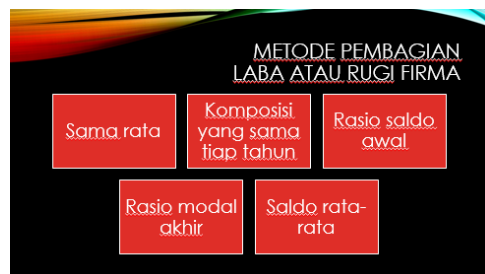 METODE PEMBAGIAN
LABA ATAU RUGI FIRMA
Sama rata
Komposisi
yang sama
tiap tahun
Rasio saldo
awal
Rasio modal
akhir
Saldo rata-
rata